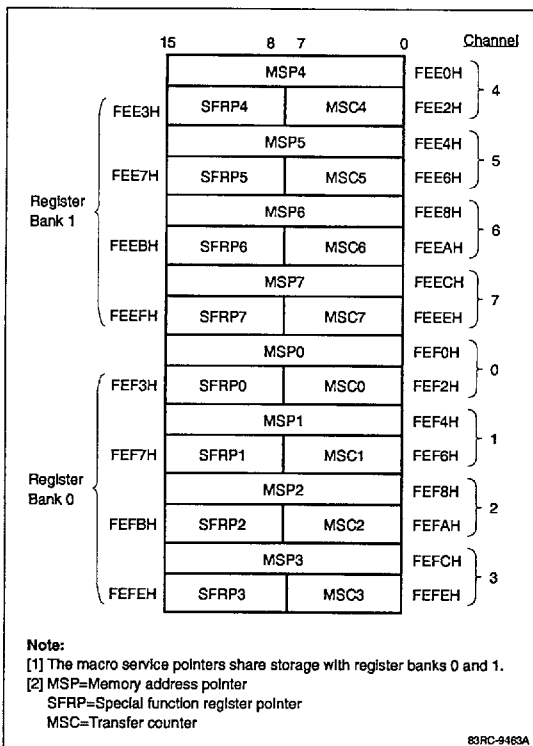 15 8 7 0 Channel
MSP4 FEE0H
4
FEE3H SFRP4 MSC4 FEE2H
MSP5 FEE4H
5
FEE7H SFRP5 MSC5 FEE6H
Register
Bank 1
MSP6 FEE8H
6
FEEBH SFRP6 MSC6 FEEAH
MSP7 FEECH
7
FEEFH SFRP7 MSC7 FEEEH
MSP0 FEF0H
0
FEF3H SFRP0 MSC0 FEF2H
MSP1 FEF4H
1
FEF7H SFRP1 MSC1 FEF6H
Register
Bank 0
MSP2 FEF8H
2
FEFBH SFRP2 MSC2 FEFAH
MSP3 FEFCH
3
FEFEH SFRP3 MSC3 FEFEH
Note:
[1] The macro service pointers share storage with register banks 0 and 1.
[2] MSP=Memory address pointer
SFRP=Special function register pointer
MSC=Transfer counter
83RC-9463A